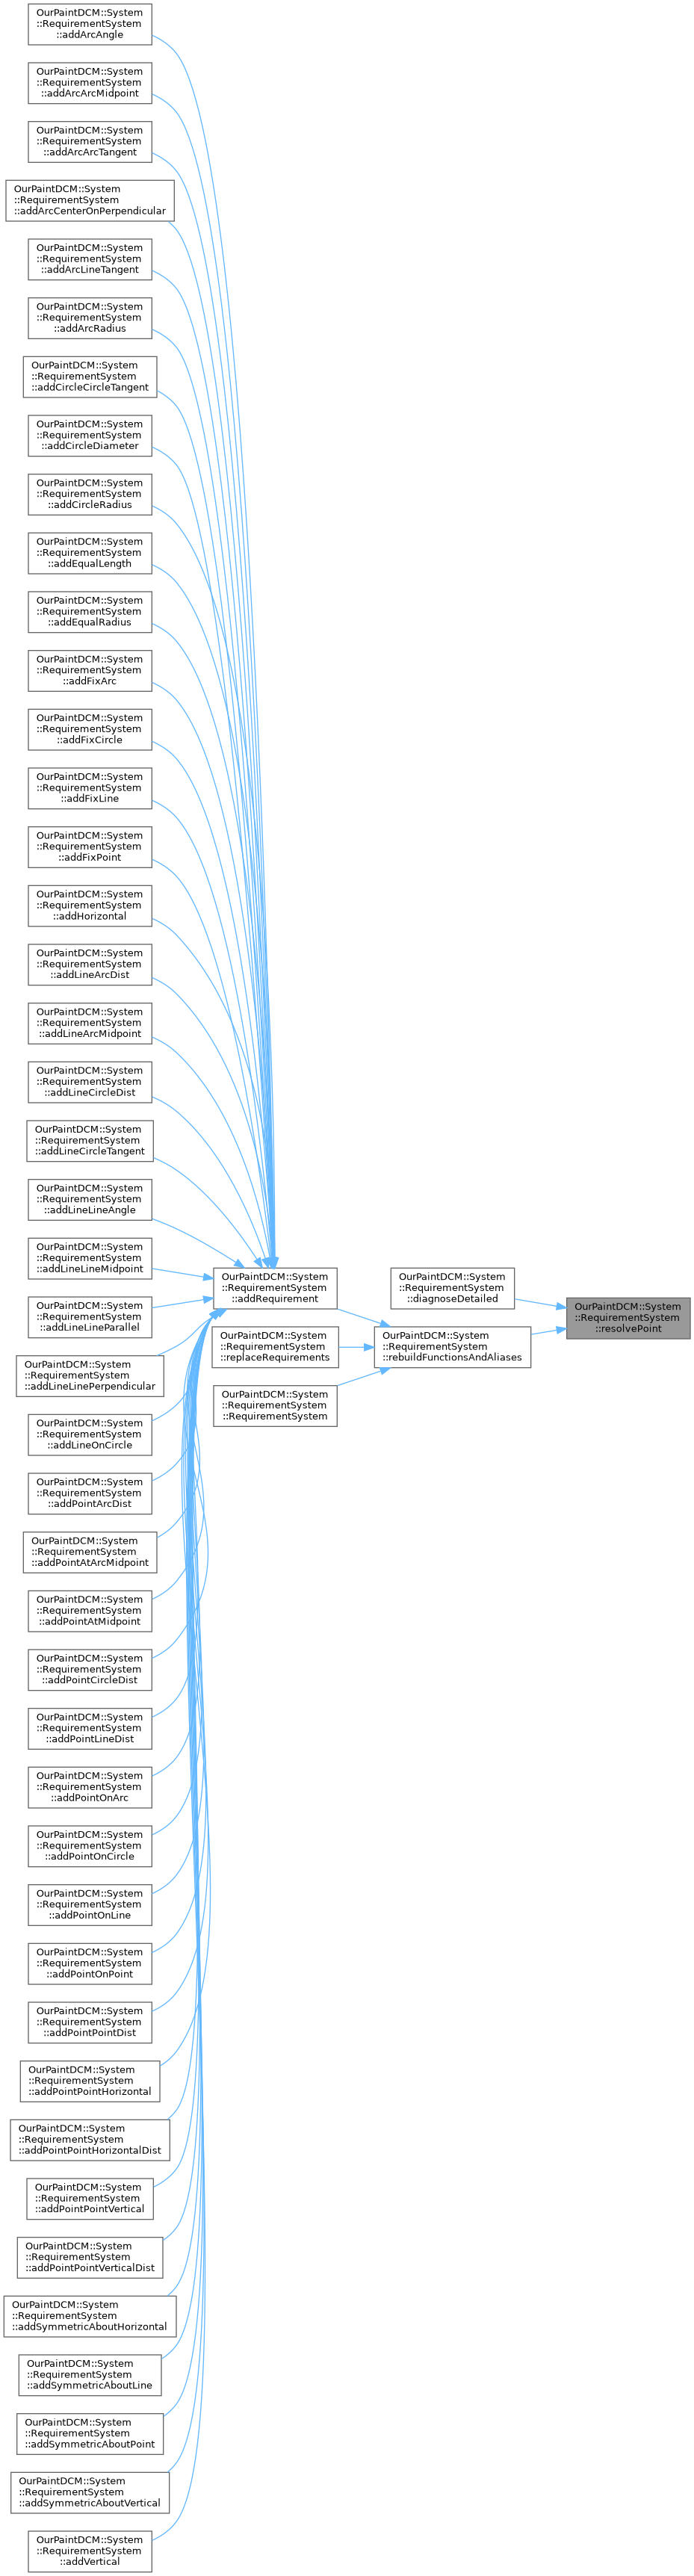 OurPaintDCM::System
::RequirementSystem
::addArcAngle
OurPaintDCM::System
::RequirementSystem
::addArcArcMidpoint
OurPaintDCM::System
::RequirementSystem
::addArcArcTangent
OurPaintDCM::System
::RequirementSystem
::addArcCenterOnPerpendicular
OurPaintDCM::System
::RequirementSystem
::addArcLineTangent
OurPaintDCM::System
::RequirementSystem
::addArcRadius
OurPaintDCM::System
::RequirementSystem
::addCircleCircleTangent
OurPaintDCM::System
::RequirementSystem
::addCircleDiameter
OurPaintDCM::System
::RequirementSystem
::addCircleRadius
OurPaintDCM::System
::RequirementSystem
::addEqualLength
OurPaintDCM::System
::RequirementSystem
::addEqualRadius
OurPaintDCM::System
::RequirementSystem
::addFixArc
OurPaintDCM::System
::RequirementSystem
::addFixCircle
OurPaintDCM::System
::RequirementSystem
::addFixLine
OurPaintDCM::System
::RequirementSystem
::addFixPoint
OurPaintDCM::System
::RequirementSystem
::addHorizontal
OurPaintDCM::System
::RequirementSystem
::addLineArcDist
OurPaintDCM::System
::RequirementSystem
::addLineArcMidpoint
OurPaintDCM::System
::RequirementSystem
::addLineCircleDist
OurPaintDCM::System
::RequirementSystem
::addLineCircleTangent
OurPaintDCM::System
::RequirementSystem
::addLineLineAngle
OurPaintDCM::System
::RequirementSystem
::addLineLineMidpoint
OurPaintDCM::System
::RequirementSystem
::addLineLineParallel
OurPaintDCM::System
::RequirementSystem
::addLineLinePerpendicular
OurPaintDCM::System
::RequirementSystem
::addLineOnCircle
OurPaintDCM::System
::RequirementSystem
::addPointArcDist
OurPaintDCM::System
::RequirementSystem
::addPointAtArcMidpoint
OurPaintDCM::System
::RequirementSystem
::addPointAtMidpoint
OurPaintDCM::System
::RequirementSystem
::addPointCircleDist
OurPaintDCM::System
::RequirementSystem
::addPointLineDist
OurPaintDCM::System
::RequirementSystem
::addPointOnArc
OurPaintDCM::System
::RequirementSystem
::addPointOnCircle
OurPaintDCM::System
::RequirementSystem
::addPointOnLine
OurPaintDCM::System
::RequirementSystem
::addPointOnPoint
OurPaintDCM::System
::RequirementSystem
::addPointPointDist
OurPaintDCM::System
::RequirementSystem
::addPointPointHorizontal
OurPaintDCM::System
::RequirementSystem
::addPointPointHorizontalDist
OurPaintDCM::System
::RequirementSystem
::addPointPointVertical
OurPaintDCM::System
::RequirementSystem
::addPointPointVerticalDist
OurPaintDCM::System
::RequirementSystem
::addSymmetricAboutHorizontal
OurPaintDCM::System
::RequirementSystem
::addSymmetricAboutLine
OurPaintDCM::System
::RequirementSystem
::addSymmetricAboutPoint
OurPaintDCM::System
::RequirementSystem
::addSymmetricAboutVertical
OurPaintDCM::System
::RequirementSystem
::addVertical
OurPaintDCM::System
::RequirementSystem
::addRequirement
OurPaintDCM::System
::RequirementSystem
::replaceRequirements
OurPaintDCM::System
::RequirementSystem
::RequirementSystem
OurPaintDCM::System
::RequirementSystem
::diagnoseDetailed
OurPaintDCM::System
::RequirementSystem
::rebuildFunctionsAndAliases
OurPaintDCM::System
::RequirementSystem
::resolvePoint